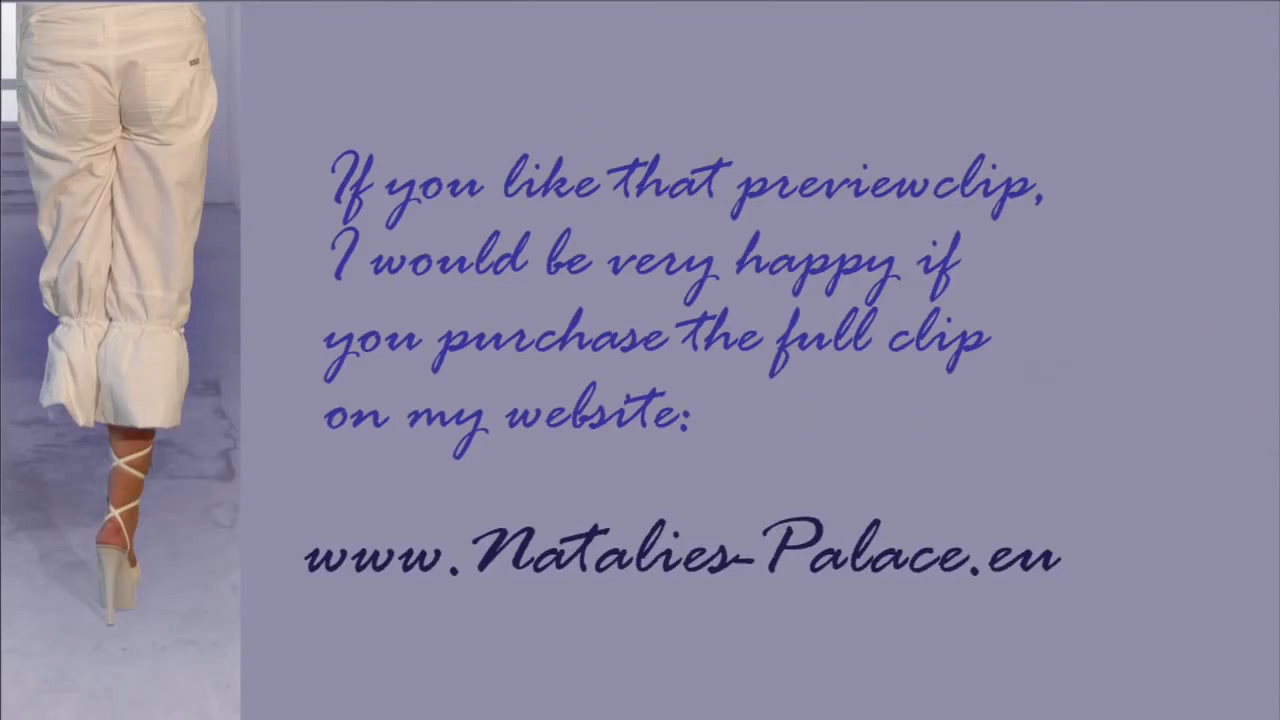 If you like that previewclip,
I would be very happy if
you purchase the full clip
on my website:
www.Natalies-Palace.eu